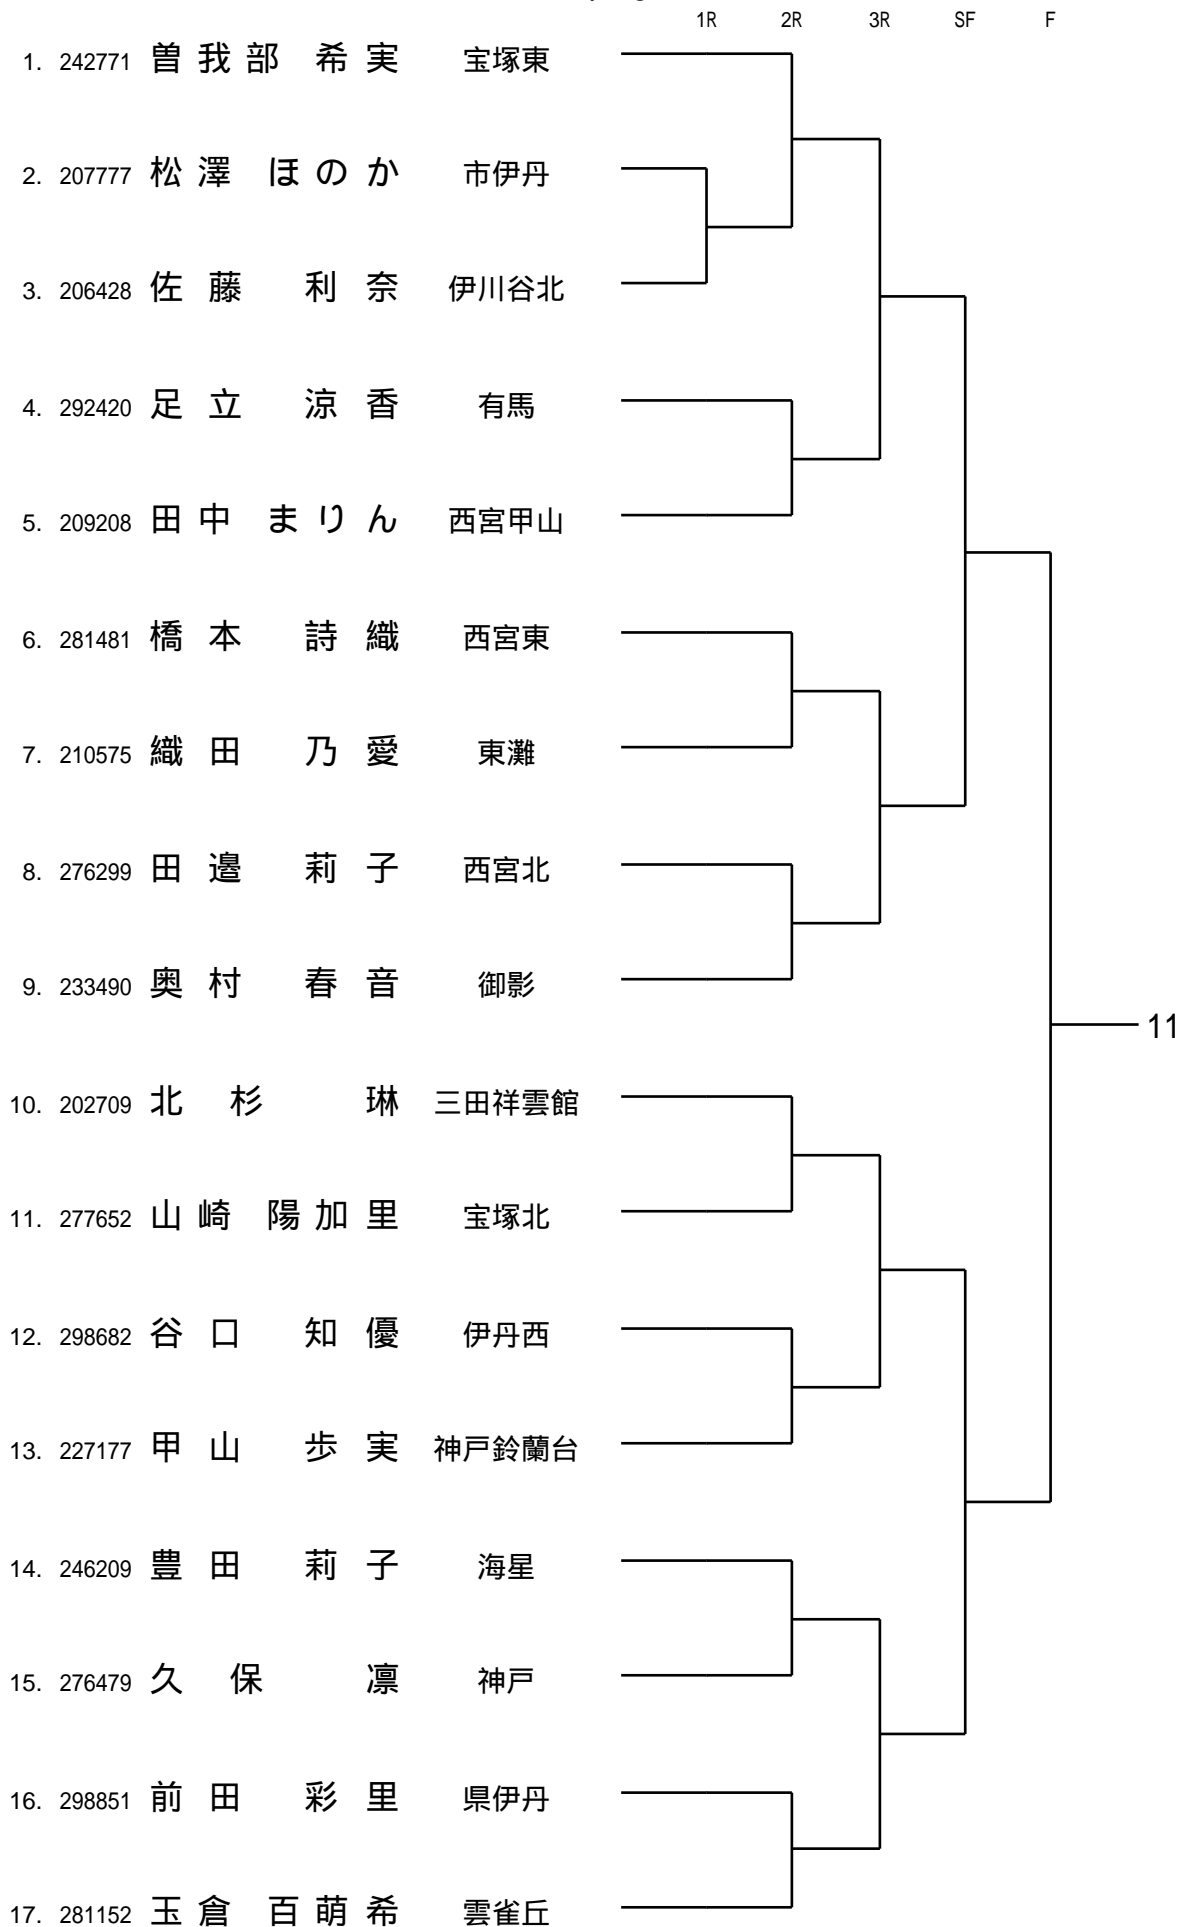 1R 2R 3R SF F
1. 242771 曽我部 希実 宝塚東
2. 207777 松澤 ほのか 市伊丹
3. 206428 佐藤 利奈 伊川谷北
4. 292420 足立 涼香 有馬
5. 209208 田中 まりん 西宮甲山
6. 281481 橋本 詩織 西宮東
7. 210575 織田 乃愛 東灘
8. 276299 田邉 莉子 西宮北
9. 233490 奥村 春音 御影
11
10. 202709 北杉 琳 三田祥雲館
11. 277652 山崎 陽加里 宝塚北
12. 298682 谷口 知優 伊丹西
13. 227177 甲山 歩実 神戸鈴蘭台
14. 246209 豊田 莉子 海星
15. 276479 久保 凛 神戸
16. 298851 前田 彩里 県伊丹
17. 281152 玉倉 百萌希 雲雀丘